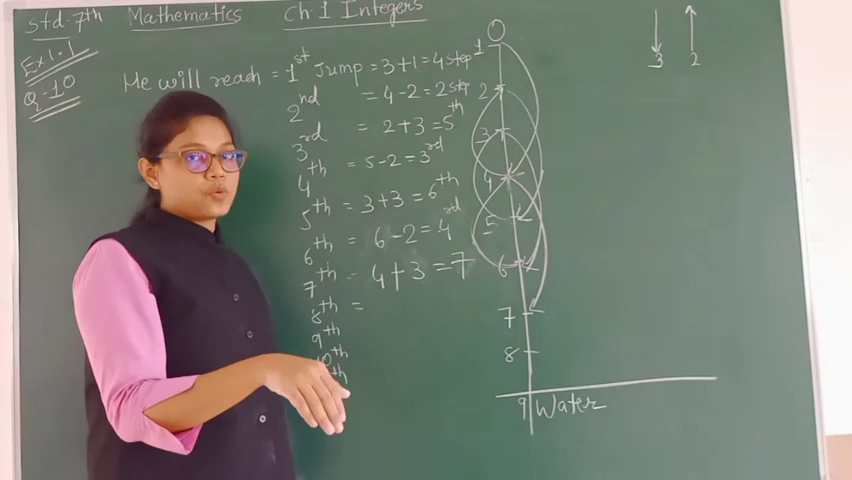 Std. 7th Mathematics Ch. 1 Integers
Ex 1.1
Q-10
He will reach = 1st Jump = 3+1 = 4 step
2nd = 4-2 = 2 step
3rd = 2+3 = 5th
4th = 5-2 = 3rd
5th = 3+3 = 6th
6th = 6-2 = 4rd
7th - 4+3 = 7
8th =
9th
10th
th
1
2
3
4
5
6
7
8
9 Water
3 2